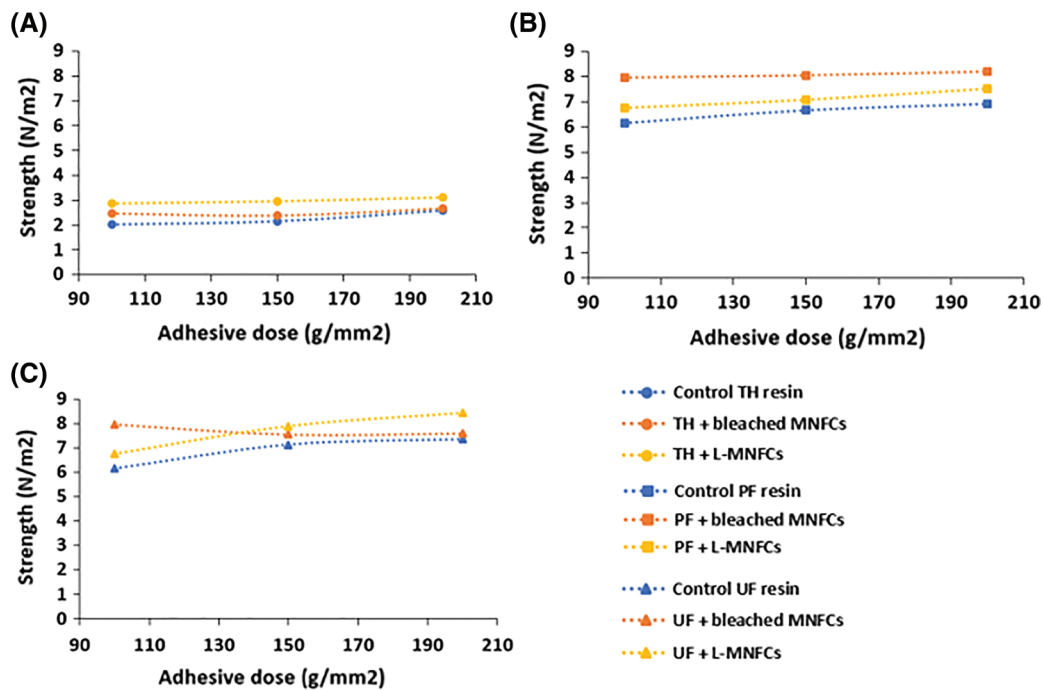 (A)
9
8
7
6
5
4
3
2
1
0
Strength (N/m2)
90 110 130 150 170 190 210
Adhesive dose (g/mm2)
(B)
9
8
7
6
5
4
3
2
1
0
Strength (N/m2)
90 110 130 150 170 190 210
Adhesive dose (g/mm2)
(C)
9
8
7
6
5
4
3
2
1
0
Strength (N/m2)
90 110 130 150 170 190 210
Adhesive dose (g/mm2)
Control TH resin
TH + bleached MNFCs
TH + L-MNFCs
Control PF resin
PF + bleached MNFCs
PF + L-MNFCs
Control UF resin
UF + bleached MNFCs
UF + L-MNFCs